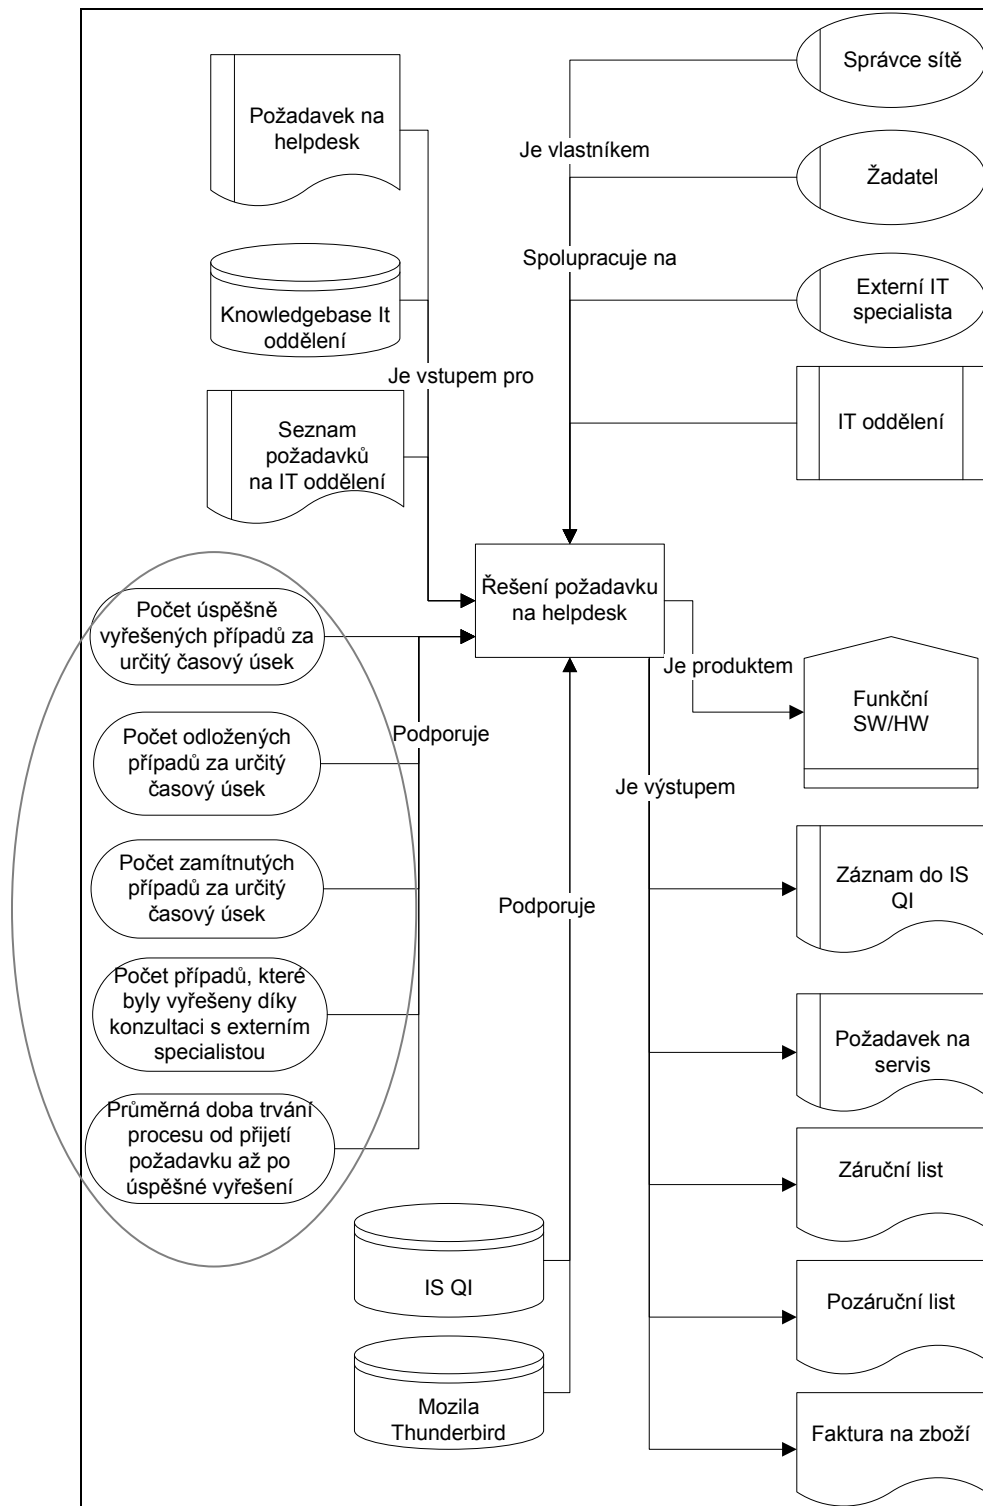 Správce sítě
Požadavek na
helpdesk
Je vlastníkem
Žadatel
Spolupracuje na
Knowledgebase It
oddělení
Externí IT
specialista
Je vstupem pro
Seznam
požadavků
na IT oddělení
IT oddělení
Řešení požadavku
na helpdesk
Počet úspěšně
vyřešených případů za
určitý časový úsek
Je produktem
Funkční
SW/HW
Počet odložených
případů za určitý
časový úsek
Podporuje
Je výstupem
Počet zamítnutých
případů za určitý
časový úsek
Záznam do IS
QI
Podporuje
Počet případů, které
byly vyřešeny díky
konzultaci s externím
specialistou
Požadavek na
servis
Průměrná doba trvání
procesu od přijetí
požadavku až po
úspěšné vyřešení
Záruční list
IS QI
Pozáruční list
Mozila
Thunderbird
Faktura na zboží